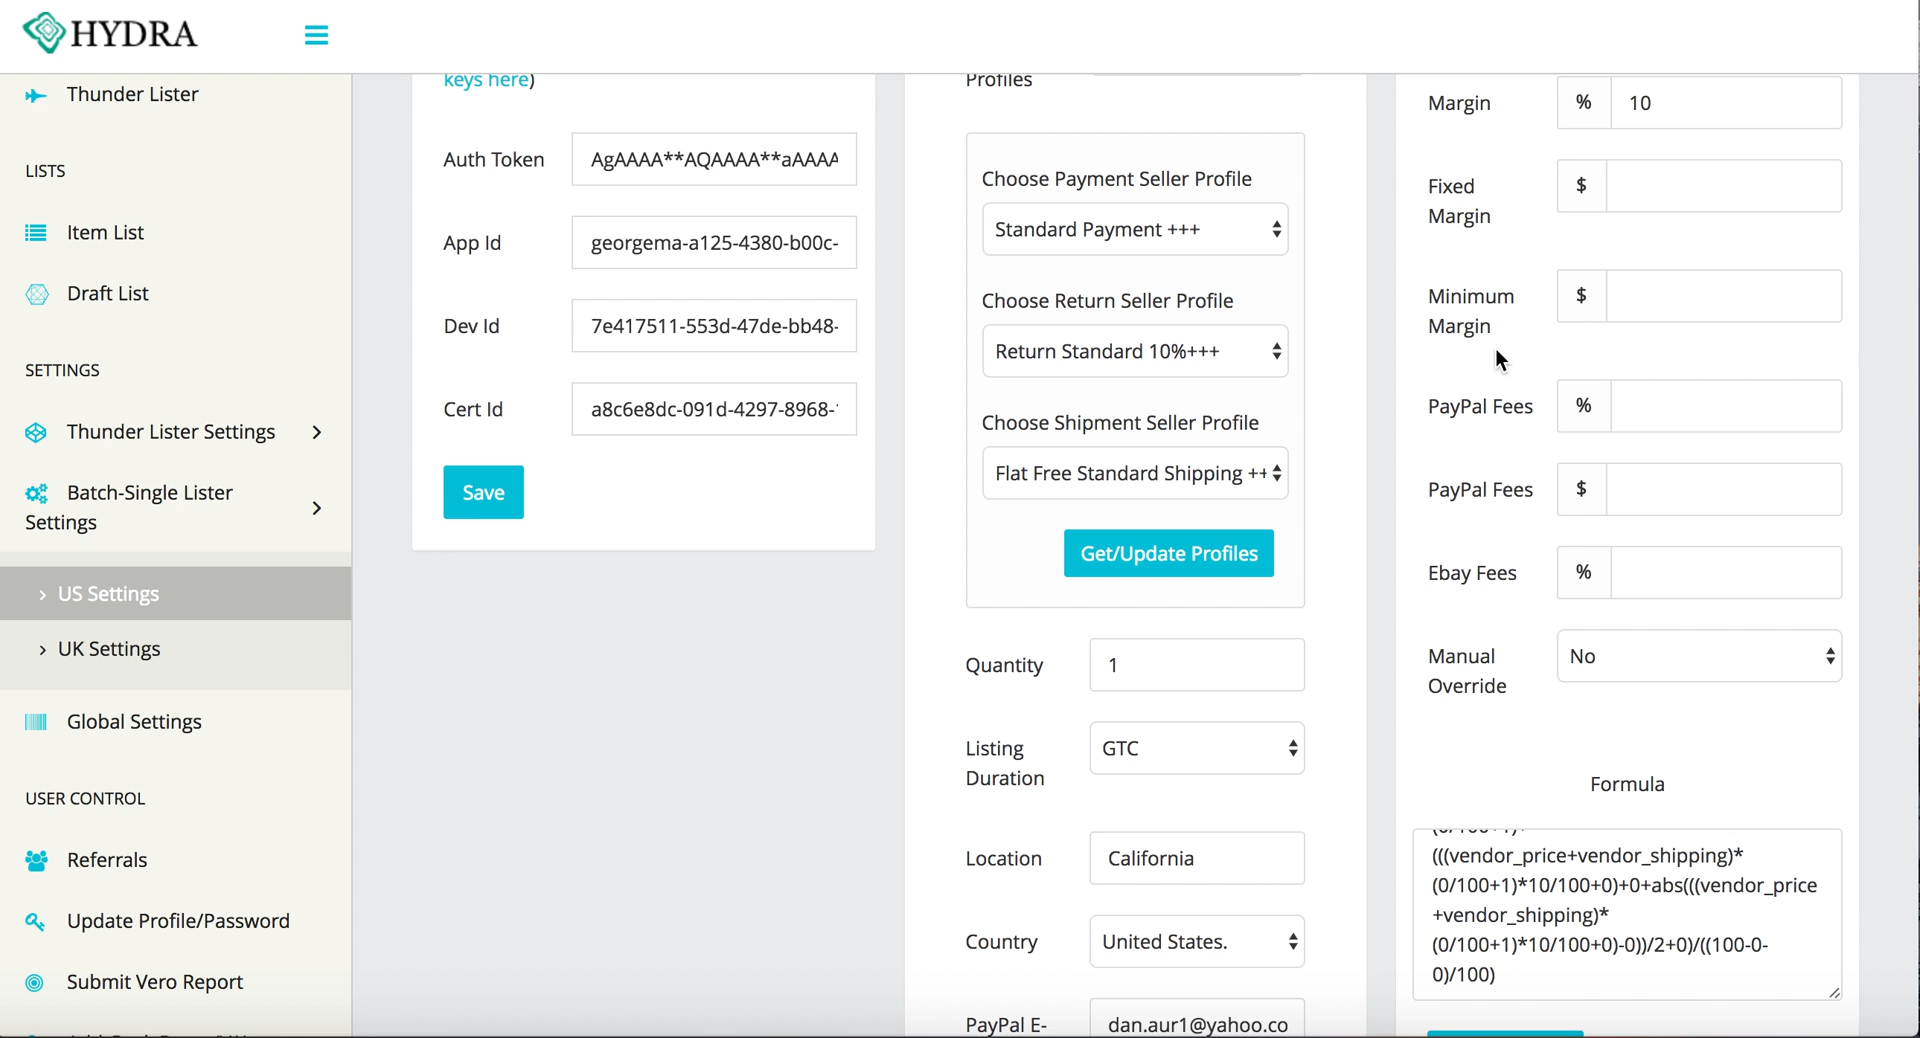 HYDRA
Thunder Lister
LISTS
Item List
Draft List
SETTINGS
Thunder Lister Settings
Batch-Single Lister
Settings
US Settings
UK Settings
Global Settings
USER CONTROL
Referrals
Update Profile/Password
Submit Vero Report
keys here)
Auth Token
AgAAAA**AQAAAA**aAAAA
App Id
georgema-a125-4380-b00c-
Dev Id
7e417511-553d-47de-bb48-
Cert Id
a8c6e8dc-091d-4297-8968-
Save
Profiles
Choose Payment Seller Profile
Standard Payment +++
Choose Return Seller Profile
Return Standard 10%+++
Choose Shipment Seller Profile
Flat Free Standard Shipping ++
Get/Update Profiles
Quantity
1
Listing
Duration
GTC
Location
California
Country
United States.
PayPal E-
dan.aur1@yahoo.co
Margin
% 10
Fixed
Margin
$
Minimum
Margin
$
PayPal Fees
%
PayPal Fees
$
Ebay Fees
%
Manual
Override
No
Formula
(0/100+1)*
(((vendor_price+vendor_shipping)*
(0/100+1)*10/100+0)+0+abs(((vendor_price
+vendor_shipping)*
(0/100+1)*10/100+0)-0))/2+0)/((100-0-
0)/100)